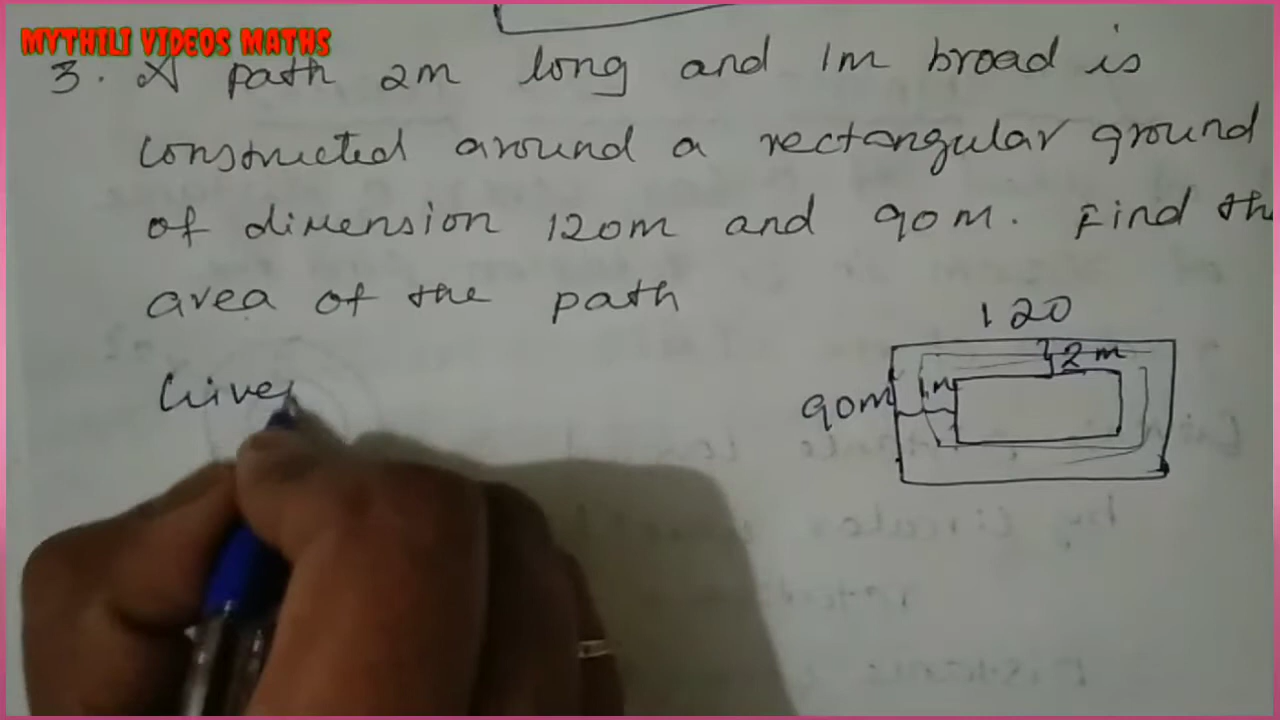 MYTHILI VIDEOS MATHS
3. A path 2m long and 1m broad is
constructed around a rectangular ground
of dimension 120m and 90m. Find th
area of the path
120
2m
1m
90m
Given